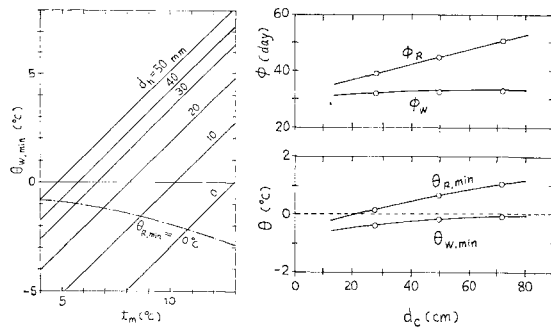 5
0
-5
5
10
θW,min (°C)
tm (°C)
dh=50 mm
40
30
20
10
0
θR,min= 0°C
60
40
20
ϕ (day)
ϕR
ϕW
2
0
-2
θ (°C)
θR,min
θW,min
0
20
40
60
80
dc (cm)